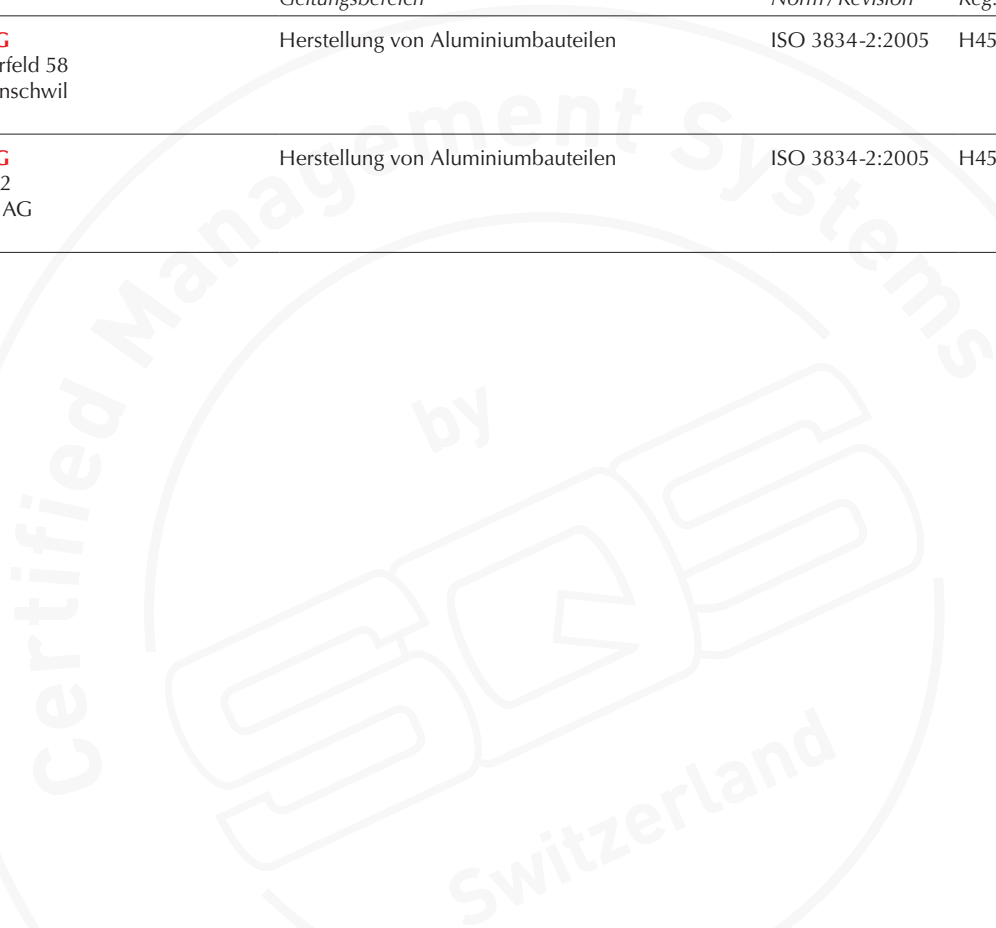 Geltungsbereich Norm/Revision Reg.
G Herstellung von Aluminiumbauteilen ISO 3834-2:2005 H45
rfeld 58
nschwil
G Herstellung von Aluminiumbauteilen ISO 3834-2:2005 H45
2
AG
Certified Management Systems
by
SQS
Switzerland